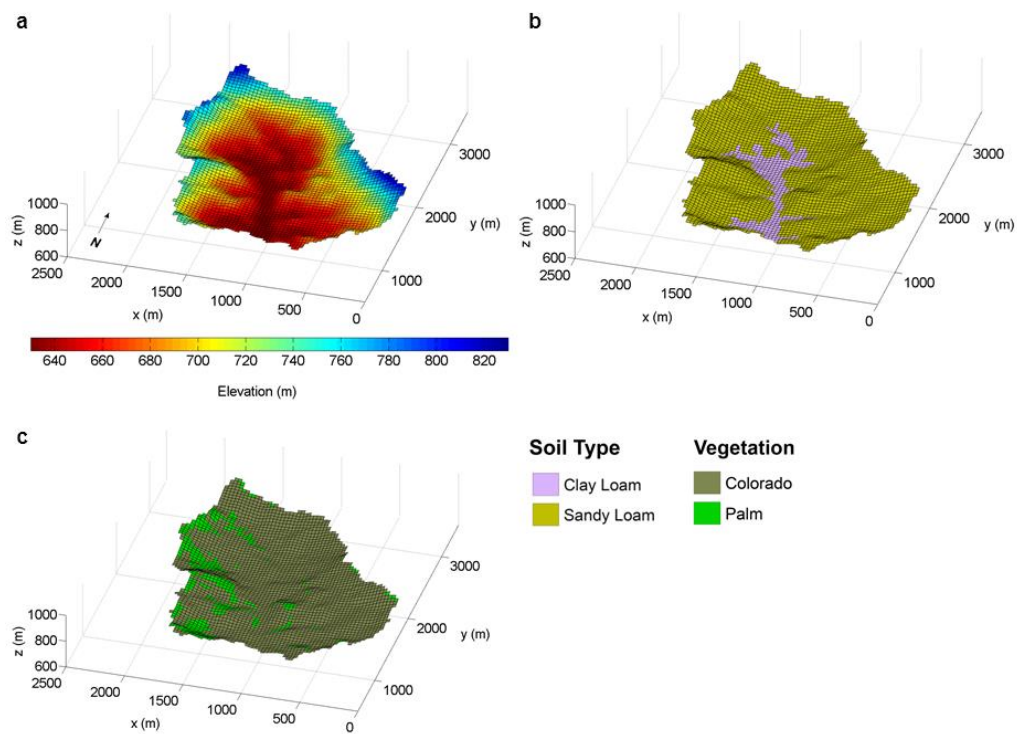 a
1000
800
600
z (m)
N
2500
2000
1500
1000
500
0
x (m)
1000
2000
3000
y (m)
640 660 680 700 720 740 760 780 800 820
Elevation (m)
b
1000
800
600
z (m)
2500
2000
1500
1000
500
0
x (m)
1000
2000
3000
y (m)
c
1000
800
600
z (m)
2500
2000
1500
1000
500
0
x (m)
1000
2000
3000
y (m)
Soil Type
Clay Loam
Sandy Loam
Vegetation
Colorado
Palm